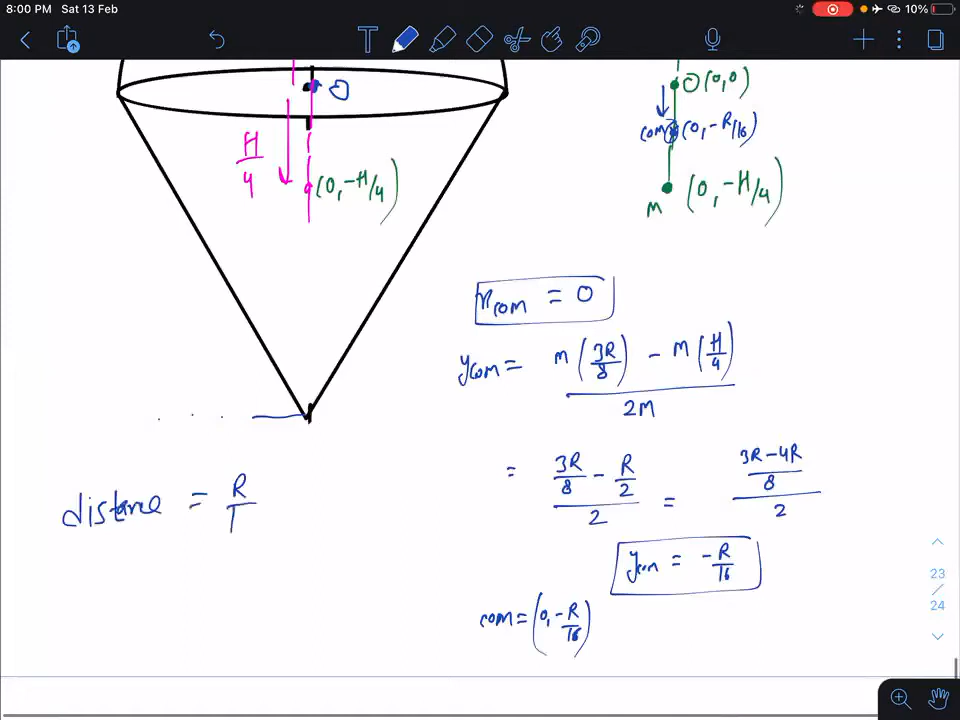 8:00 PM Sat 13 Feb
10%
T
O
O(0,0)
com (0, -R/16)
H/4
(0, -H/4)
M (0, -H/4)
xcom = 0
ycom = M(3R/8) - M(H/4) / 2M
= 3R/8 - R/2 / 2 = 3R-4R/8 / 2
distance = R/1
ycom = -R/16
com = (0, -R/16)
23
/
24